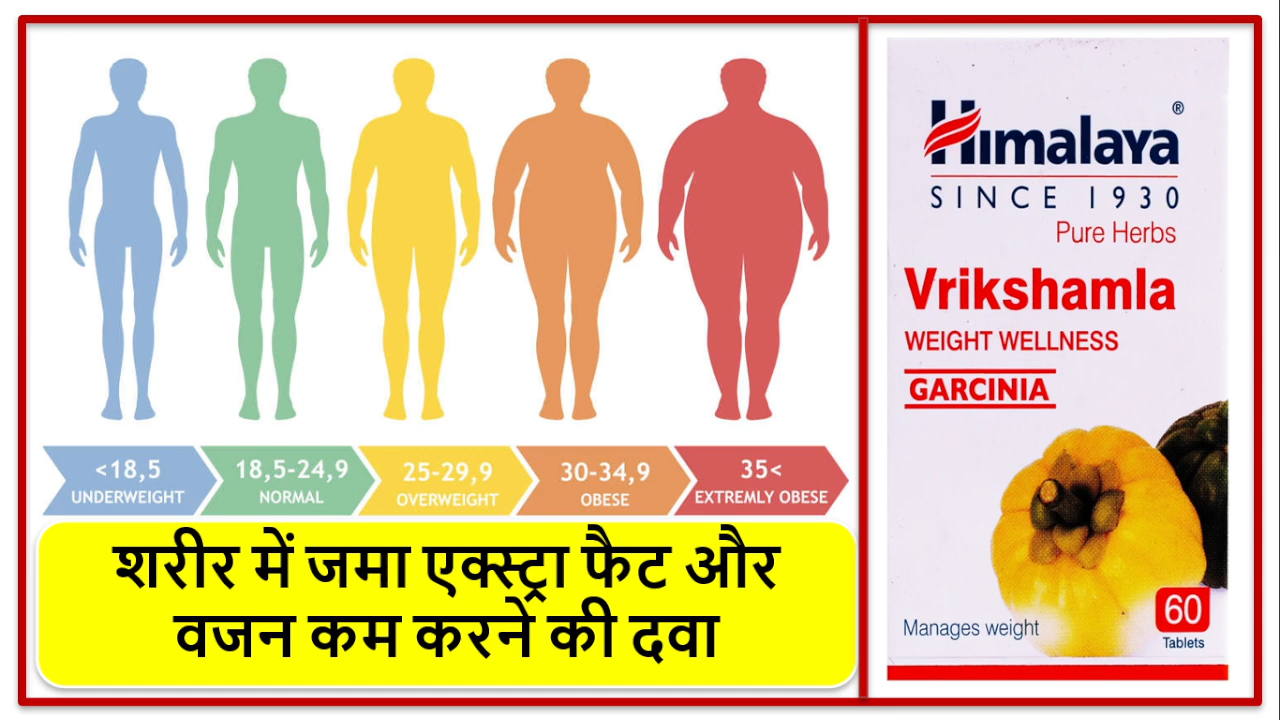 <18,5
UNDERWEIGHT
18,5-24,9
NORMAL
25-29,9
OVERWEIGHT
30-34,9
OBESE
35<
EXTREMLY OBESE
शरीर में जमा एक्स्ट्रा फैट और
वजन कम करने की दवा
Himalaya®
SINCE 1930
Pure Herbs
Vrikshamla
WEIGHT WELLNESS
GARCINIA
Manages weight
60
Tablets